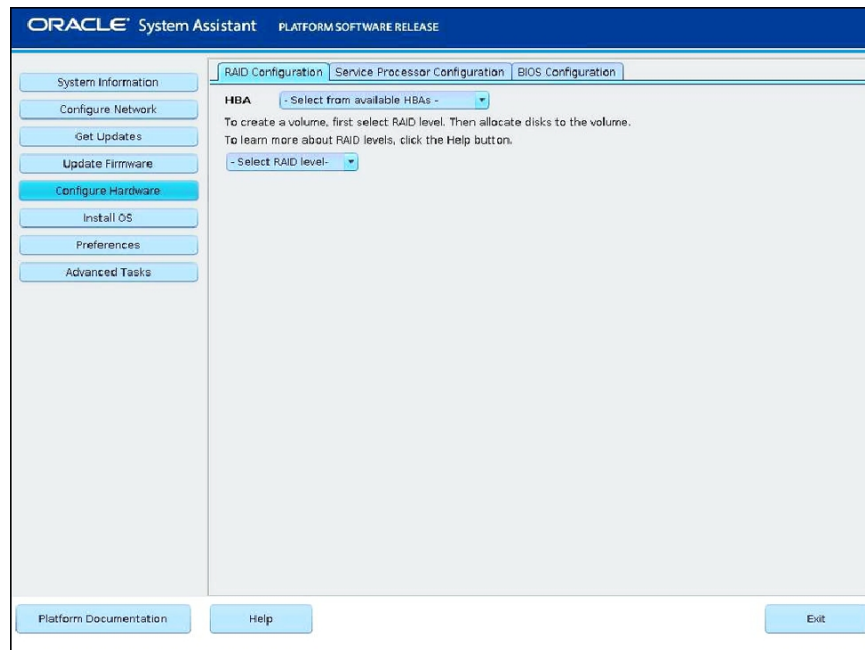 ORACLE System Assistant PLATFORM SOFTWARE RELEASE
System Information
Configure Network
Get Updates
Update Firmware
Configure Hardware
Install OS
Preferences
Advanced Tasks
RAID Configuration Service Processor Configuration BIOS Configuration
HBA - Select from available HBAs -
To create a volume, first select RAID level. Then allocate disks to the volume.
To learn more about RAID levels, click the Help button.
- Select RAID level-
Platform Documentation Help Exit